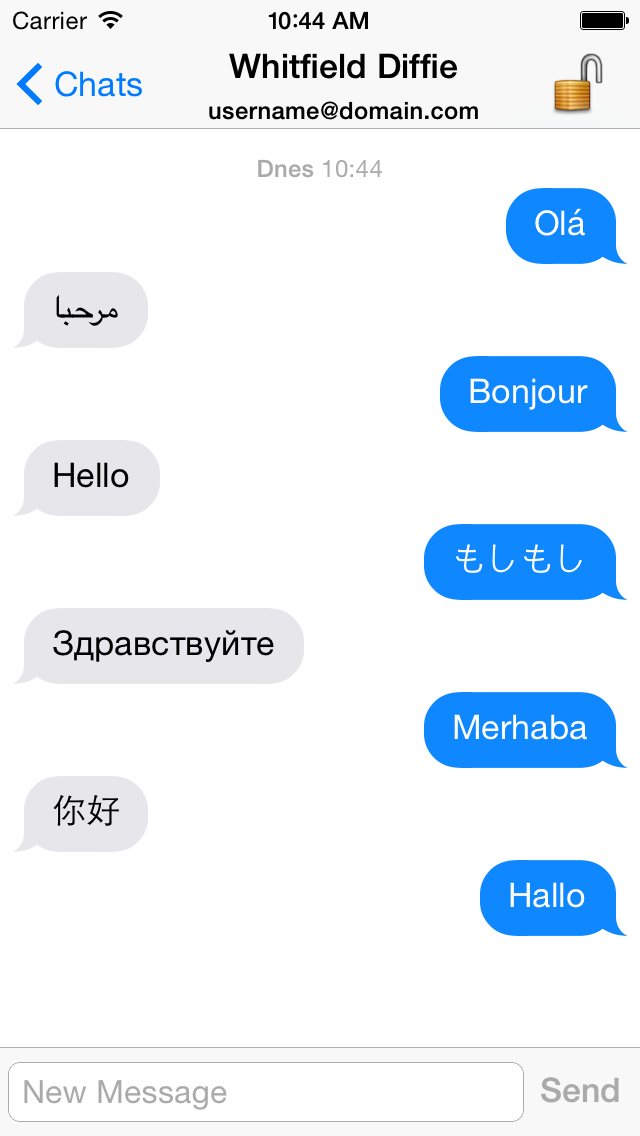 Carrier 10:44 AM
Whitfield Diffie
Chats
username@domain.com
Dnes 10:44
Olá
مرحبا
Bonjour
Hello
もしもし
Здравствуйте
Merhaba
你好
Hallo
New Message Send